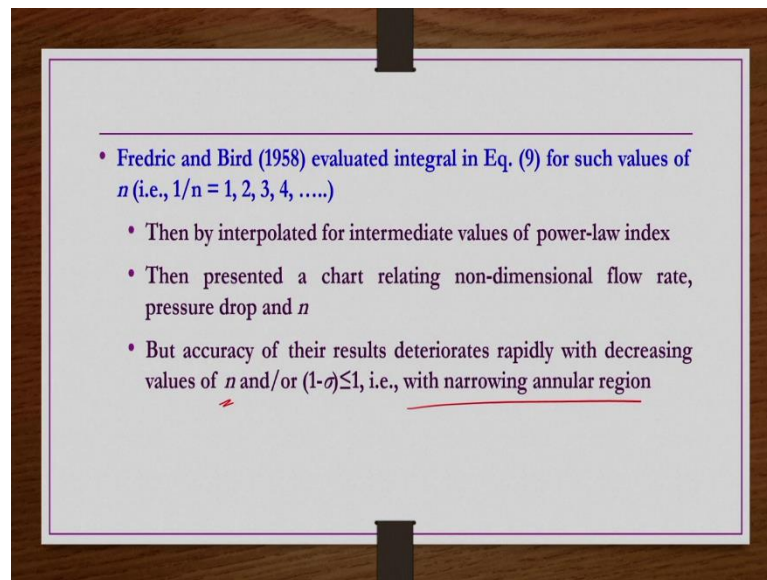 • Fredric and Bird (1958) evaluated integral in Eq. (9) for such values of
n (i.e., 1/n = 1, 2, 3, 4, …..)
• Then by interpolated for intermediate values of power-law index
• Then presented a chart relating non-dimensional flow rate,
pressure drop and n
• But accuracy of their results deteriorates rapidly with decreasing
values of n and/or (1-σ)≤1, i.e., with narrowing annular region